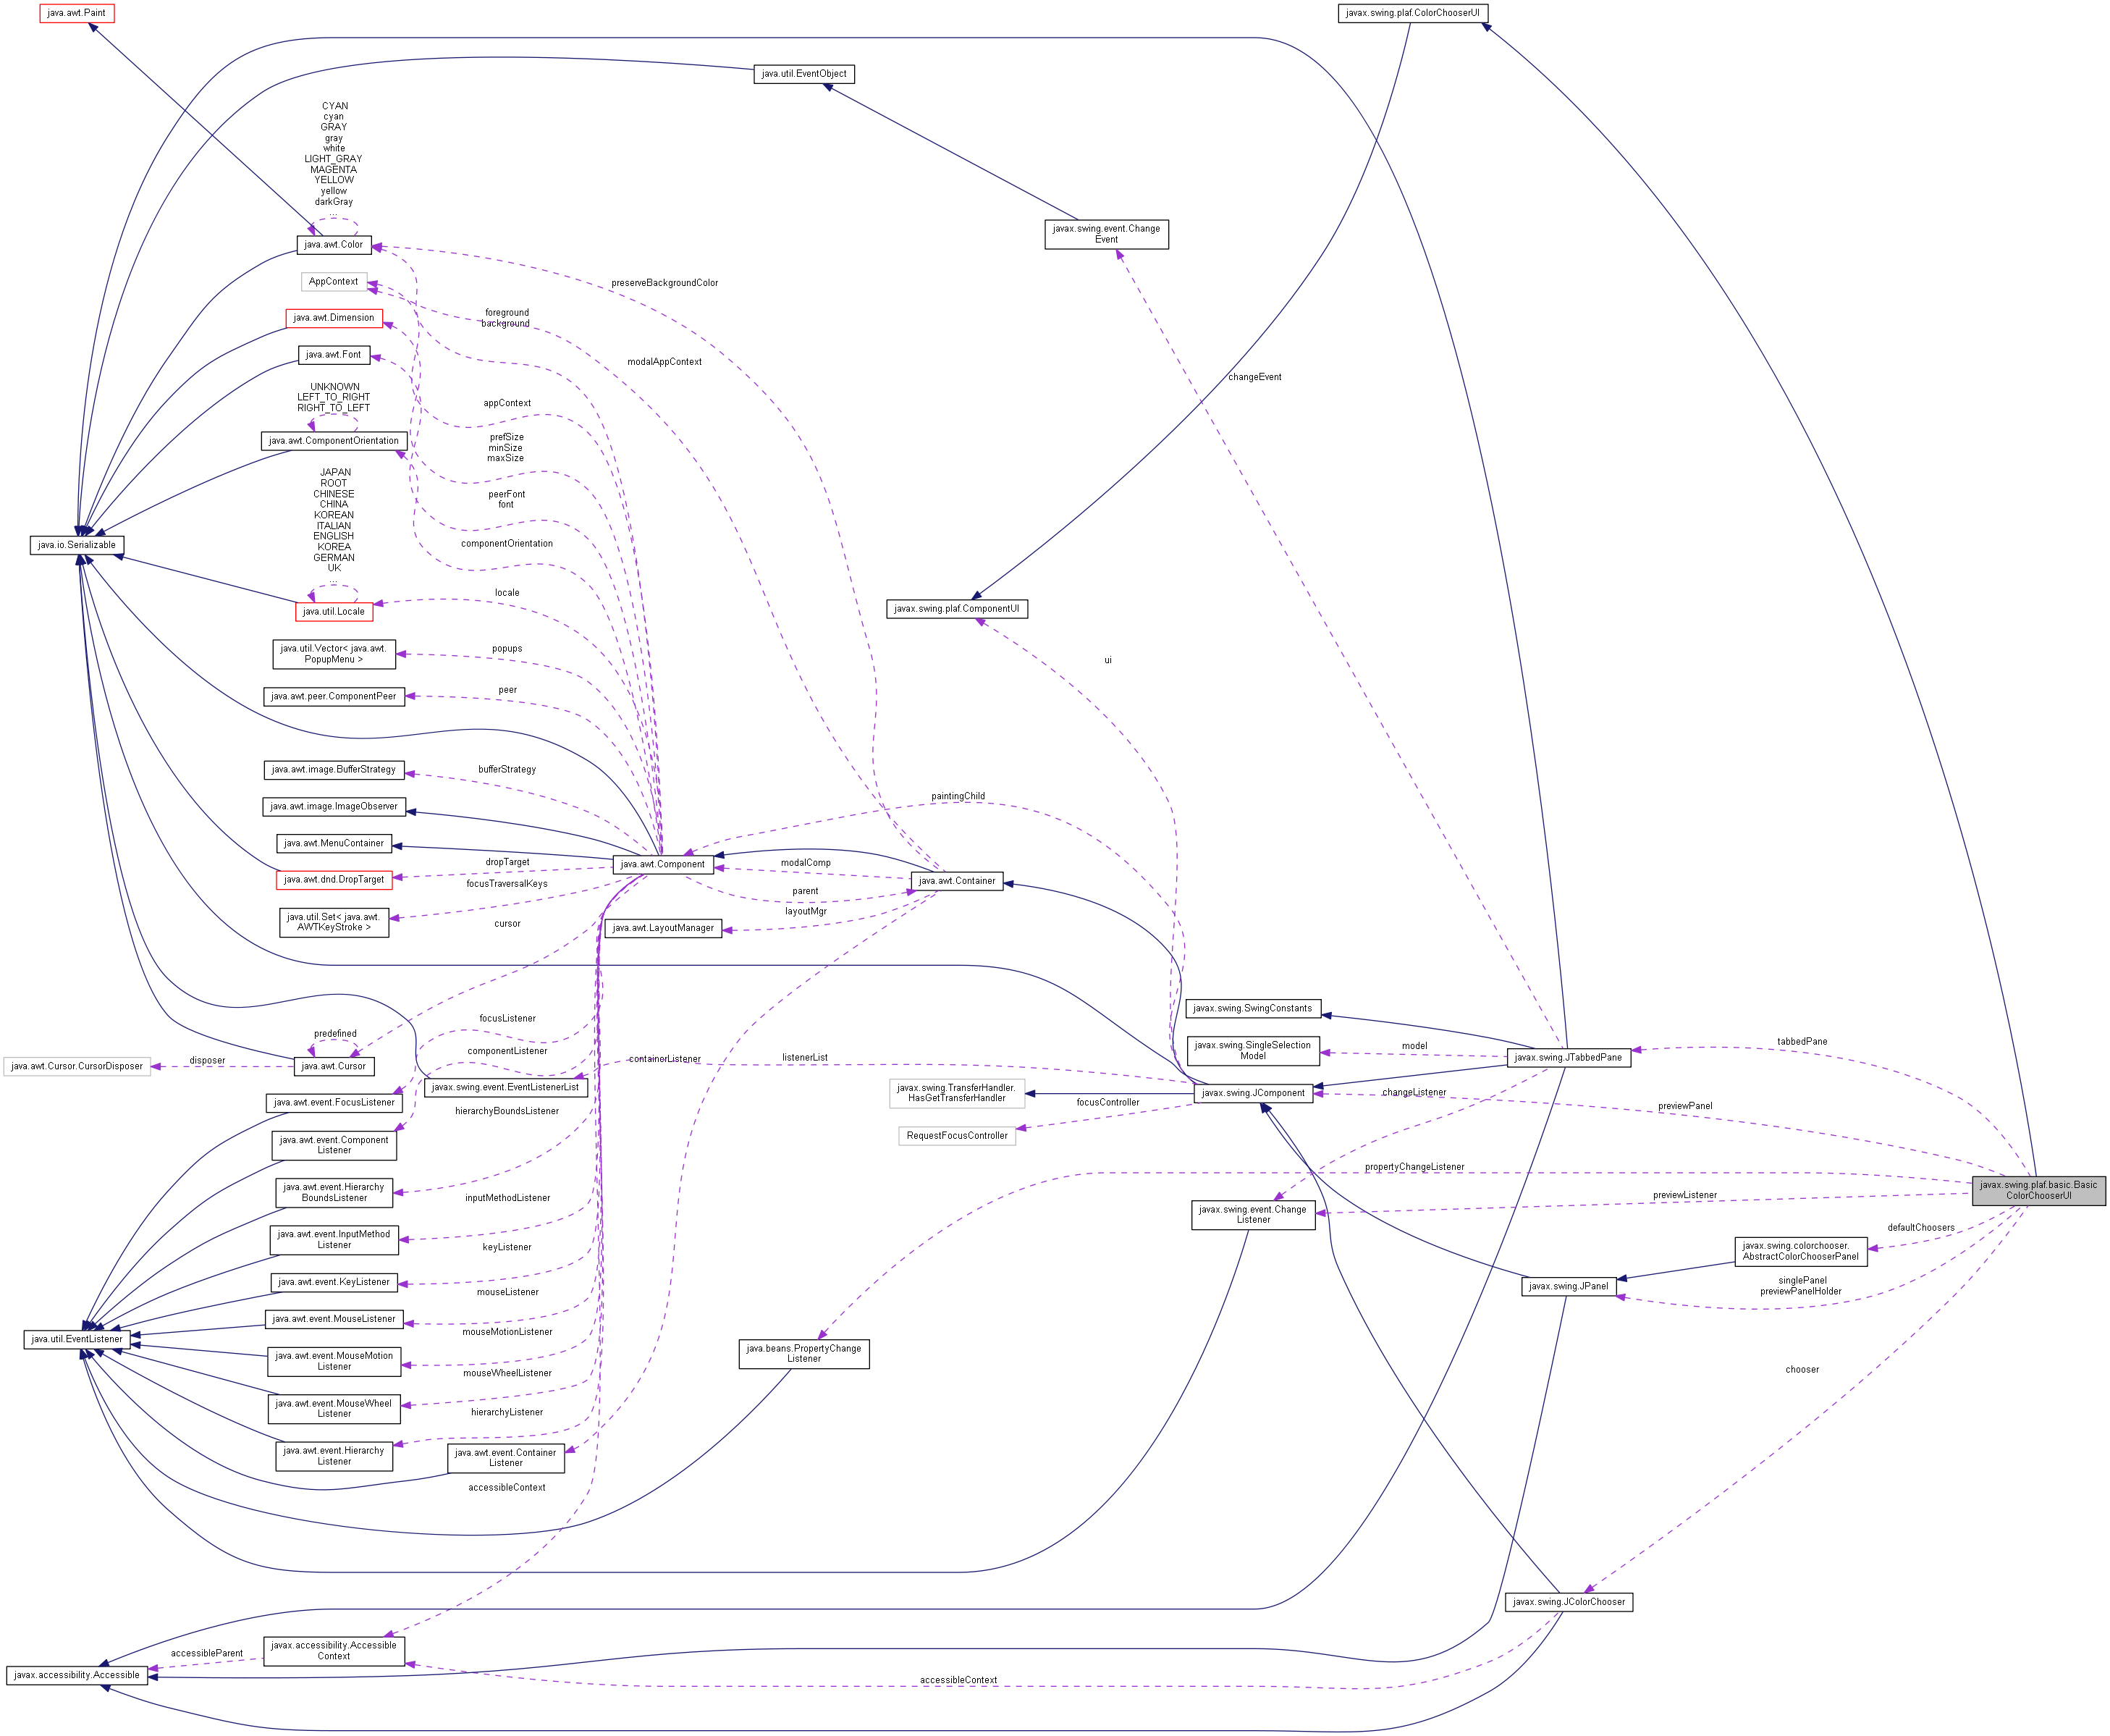 java.awt.Paint
javax.swing.plaf.ColorChooserUI
java.util.EventObject
CYAN
cyan
GRAY
gray
white
LIGHT_GRAY
MAGENTA
YELLOW
yellow
darkGray
...
java.awt.Color
javax.swing.event.Change
Event
AppContext
preserveBackgroundColor
java.awt.Dimension
foreground
background
java.awt.Font
modalAppContext
changeEvent
UNKNOWN
LEFT_TO_RIGHT
RIGHT_TO_LEFT
appContext
java.awt.ComponentOrientation
prefSize
minSize
maxSize
JAPAN
ROOT
CHINESE
CHINA
KOREAN
ITALIAN
ENGLISH
KOREA
GERMAN
UK
...
peerFont
font
java.io.Serializable
componentOrientation
java.util.Locale
locale
javax.swing.plaf.ComponentUI
java.util.Vector< java.awt.
PopupMenu >
popups
ui
java.awt.peer.ComponentPeer
peer
java.awt.image.BufferStrategy
bufferStrategy
java.awt.image.ImageObserver
paintingChild
java.awt.MenuContainer
java.awt.Component
modalComp
dropTarget
java.awt.dnd.DropTarget
focusTraversalKeys
parent
java.awt.Container
java.util.Set< java.awt.
AWTKeyStroke >
cursor
layoutMgr
java.awt.LayoutManager
javax.swing.SwingConstants
focusListener
predefined
tabbedPane
javax.swing.SingleSelection
Model
model
javax.swing.JTabbedPane
disposer
java.awt.Cursor.CursorDisposer
java.awt.Cursor
componentListener
containerListener
listenerList
javax.swing.event.EventListenerList
javax.swing.TransferHandler.
HasGetTransferHandler
javax.swing.JComponent
changeListener
java.awt.event.FocusListener
hierarchyBoundsListener
focusController
previewPanel
RequestFocusController
java.awt.event.Component
Listener
propertyChangeListener
java.awt.event.Hierarchy
BoundsListener
inputMethodListener
previewListener
javax.swing.plaf.basic.Basic
ColorChooserUI
javax.swing.event.Change
Listener
defaultChoosers
java.awt.event.InputMethod
Listener
keyListener
javax.swing.colorchooser.
AbstractColorChooserPanel
java.awt.event.KeyListener
mouseListener
javax.swing.JPanel
singlePanel
previewPanelHolder
java.awt.event.MouseListener
mouseMotionListener
java.util.EventListener
java.beans.PropertyChange
Listener
java.awt.event.MouseMotion
Listener
mouseWheelListener
chooser
java.awt.event.MouseWheel
Listener
hierarchyListener
java.awt.event.Hierarchy
Listener
java.awt.event.Container
Listener
accessibleContext
javax.swing.JColorChooser
javax.accessibility.Accessible
Context
accessibleParent
javax.accessibility.Accessible
accessibleContext